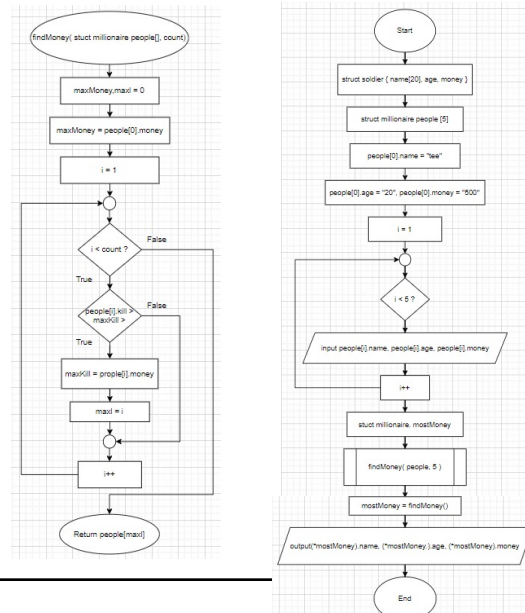 findMoney( stuct millionaire people[], count)
maxMoney,maxI = 0
maxMoney = people[0].money
i = 1
i < count ?
False
True
people[i].kill >
maxKill >
False
True
maxKill = prople[i].money
maxI = i
i++
Return people[maxI]
Start
struct soldier { name[20], age, money }
struct millionaire people [5]
people[0].name = "tee"
people[0].age = "20", people[0].money = "500"
i = 1
i < 5 ?
input people[i].name, people[i].age, people[i].money
i++
stuct millionaire, mostMoney
findMoney( people, 5 )
mostMoney = findMoney()
output(*mostMoney).name, (*mostMoney.).age, (*mostMoney).money
End